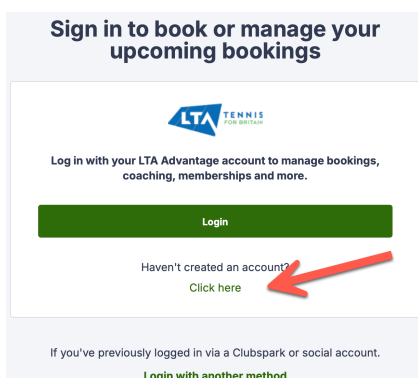 Sign in to book or manage your
upcoming bookings
LTA TENNIS
FOR BRITAIN
Log in with your LTA Advantage account to manage bookings,
coaching, memberships and more.
Login
Haven't created an account?
Click here
If you've previously logged in via a Clubspark or social account.
Login with another method